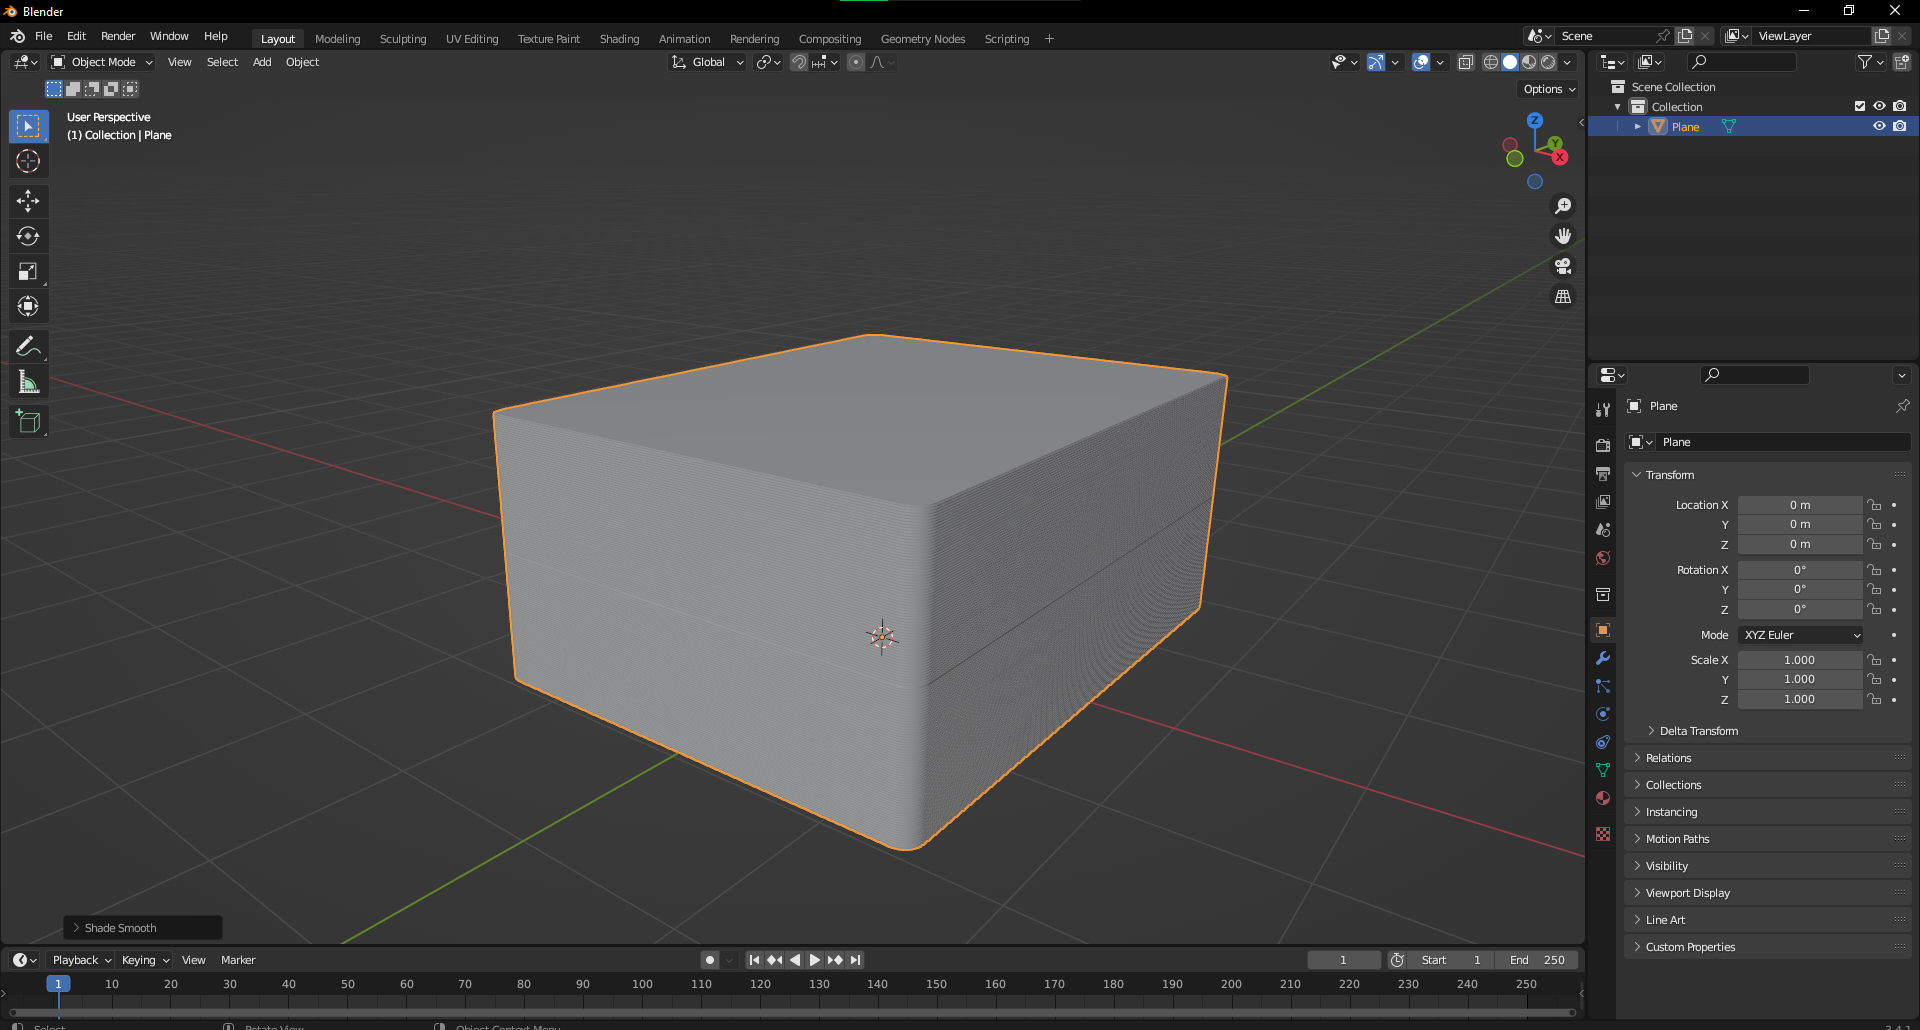 Blender
File Edit Render Window Help Layout Modeling Sculpting UV Editing Texture Paint Shading Animation Rendering Compositing Geometry Nodes Scripting + Scene ViewLayer
Object Mode View Select Add Object Global
Options
User Perspective
(1) Collection | Plane
Z
Y
X
Scene Collection
Collection
Plane
Plane
Plane
Transform
Location X 0 m
Y 0 m
Z 0 m
Rotation X 0°
Y 0°
Z 0°
Mode XYZ Euler
Scale X 1.000
Y 1.000
Z 1.000
Delta Transform
Relations
Collections
Instancing
Motion Paths
Visibility
Viewport Display
Line Art
Custom Properties
Shade Smooth
Playback Keying View Marker 1 Start 1 End 250
1 10 20 30 40 50 60 70 80 90 100 110 120 130 140 150 160 170 180 190 200 210 220 230 240 250
Select Rotate View Object Context Menu 3.4.1